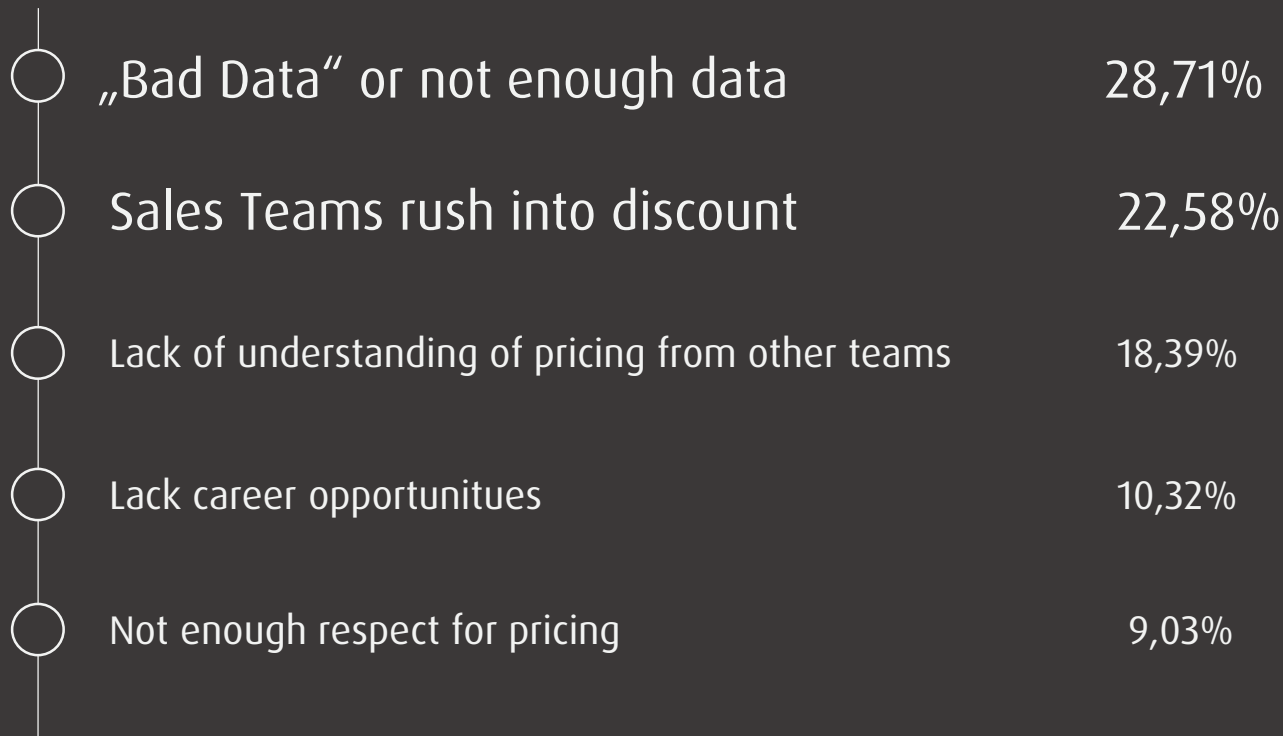 „Bad Data“ or not enough data 28,71%
Sales Teams rush into discount 22,58%
Lack of understanding of pricing from other teams 18,39%
Lack career opportunitues 10,32%
Not enough respect for pricing 9,03%